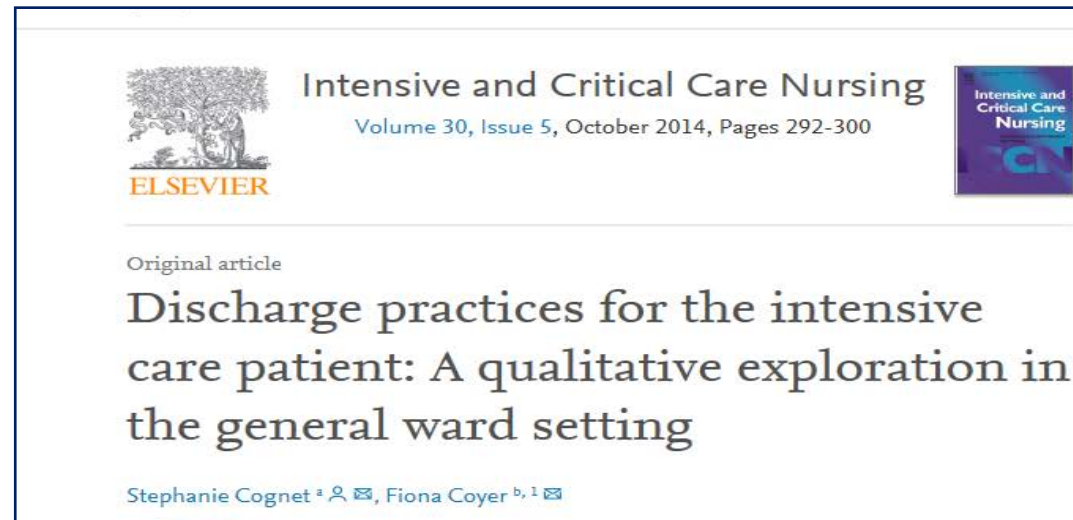 Intensive and Critical Care Nursing
Volume 30, Issue 5, October 2014, Pages 292-300
Intensive and
Critical Care
Nursing
ICCN
ELSEVIER
Original article
Discharge practices for the intensive
care patient: A qualitative exploration in
the general ward setting
Stephanie Cognet a, Fiona Coyer b, 1